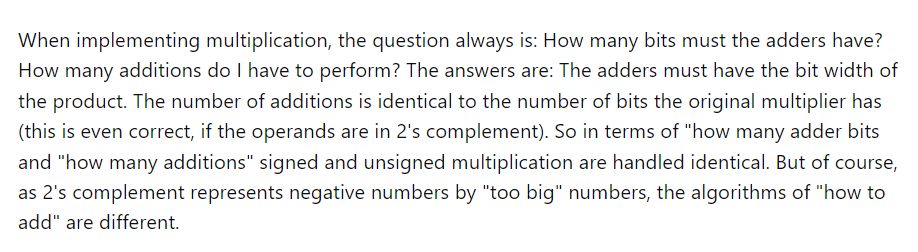 When implementing multiplication, the question always is: How many bits must the adders have?
How many additions do I have to perform? The answers are: The adders must have the bit width of
the product. The number of additions is identical to the number of bits the original multiplier has
(this is even correct, if the operands are in 2's complement). So in terms of "how many adder bits
and "how many additions" signed and unsigned multiplication are handled identical. But of course,
as 2's complement represents negative numbers by "too big" numbers, the algorithms of "how to
add" are different.